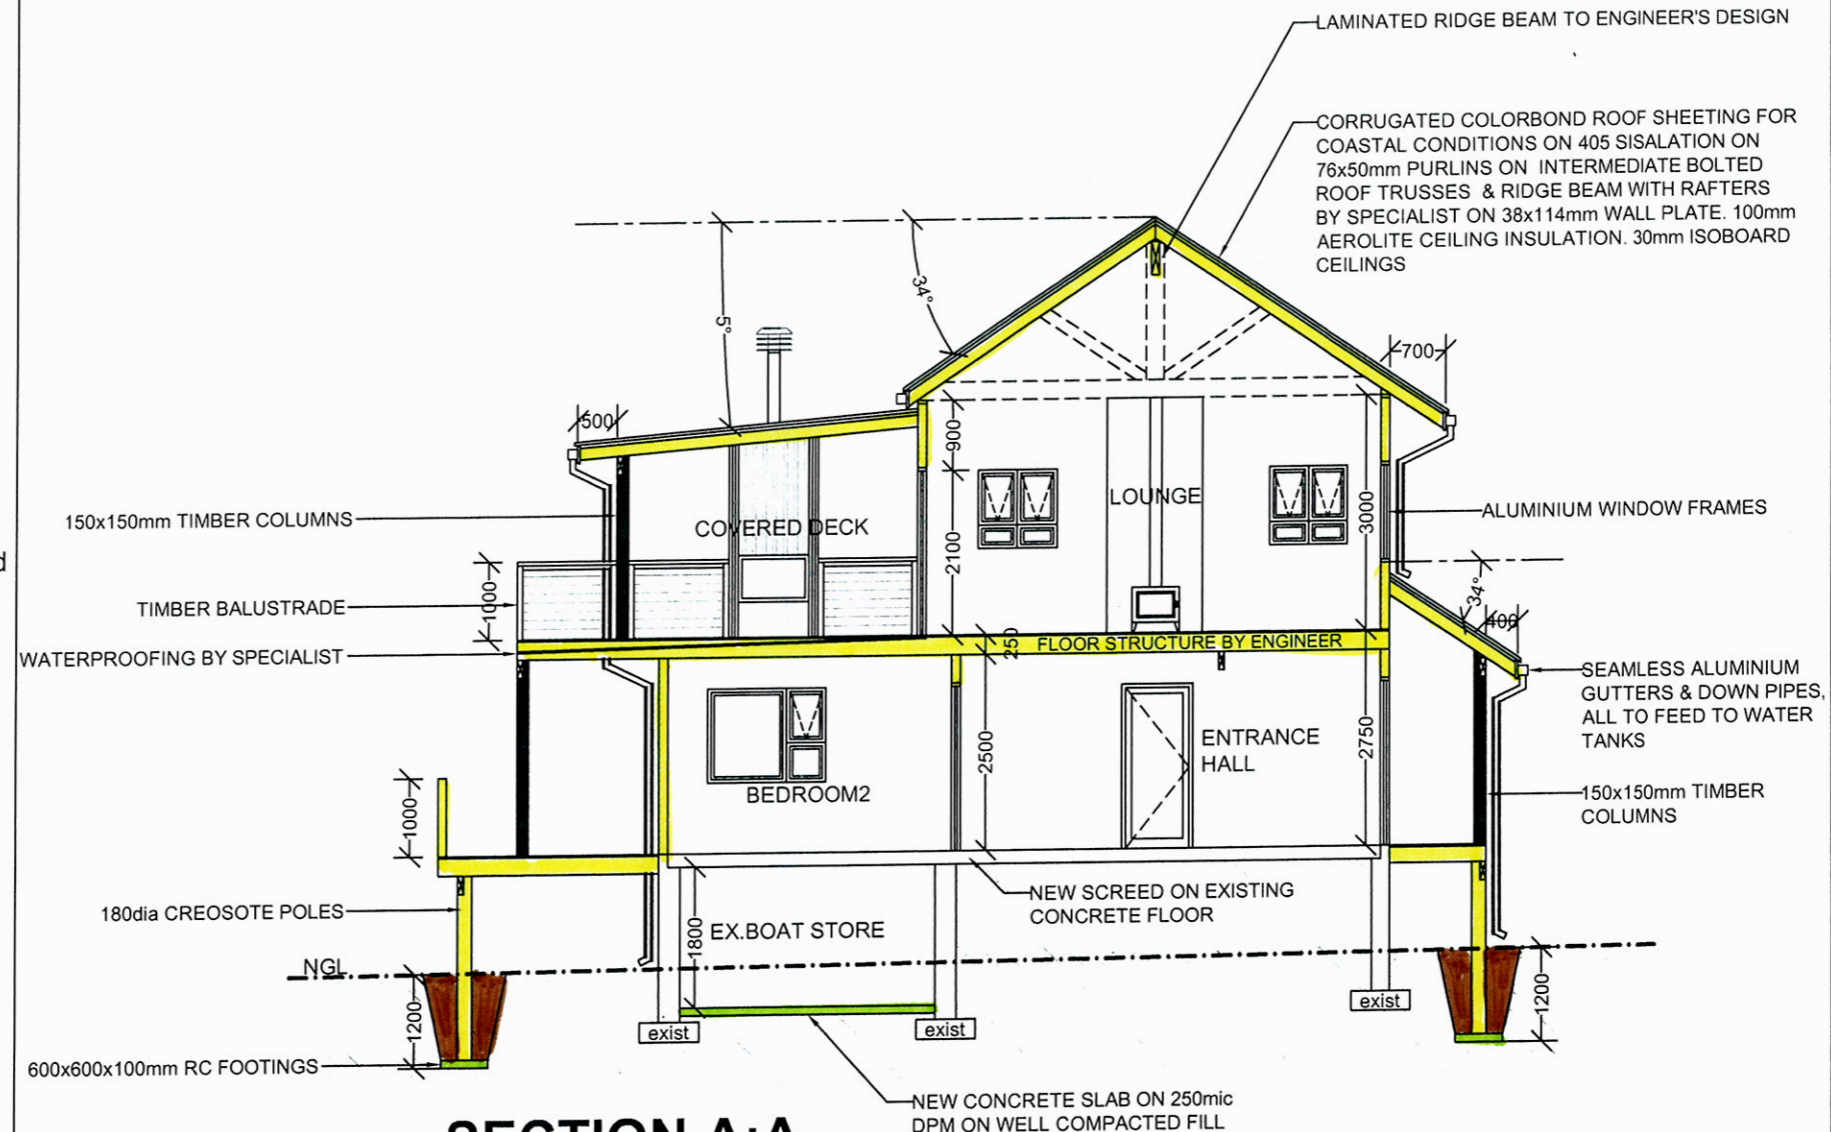 LAMINATED RIDGE BEAM TO ENGINEER'S DESIGN
CORRUGATED COLORBOND ROOF SHEETING FOR
COASTAL CONDITIONS ON 405 SISALATION ON
76x50mm PURLINS ON INTERMEDIATE BOLTED
ROOF TRUSSES & RIDGE BEAM WITH RAFTERS
BY SPECIALIST ON 38x114mm WALL PLATE. 100mm
AEROLITE CEILING INSULATION. 30mm ISOBOARD
CEILINGS
34°
5°
700
500
900
LOUNGE
3000
ALUMINIUM WINDOW FRAMES
150x150mm TIMBER COLUMNS
COVERED DECK
2100
d
1000
TIMBER BALUSTRADE
34°
400
WATERPROOFING BY SPECIALIST
250
FLOOR STRUCTURE BY ENGINEER
SEAMLESS ALUMINIUM
GUTTERS & DOWN PIPES,
ALL TO FEED TO WATER
TANKS
2500
ENTRANCE
HALL
2750
BEDROOM2
150x150mm TIMBER
COLUMNS
1000
NEW SCREED ON EXISTING
CONCRETE FLOOR
180dia CREOSOTE POLES
1800
EX.BOAT STORE
NGL
1200
exist
exist
exist
1200
600x600x100mm RC FOOTINGS
NEW CONCRETE SLAB ON 250mic
DPM ON WELL COMPACTED FILL
SECTION A:A